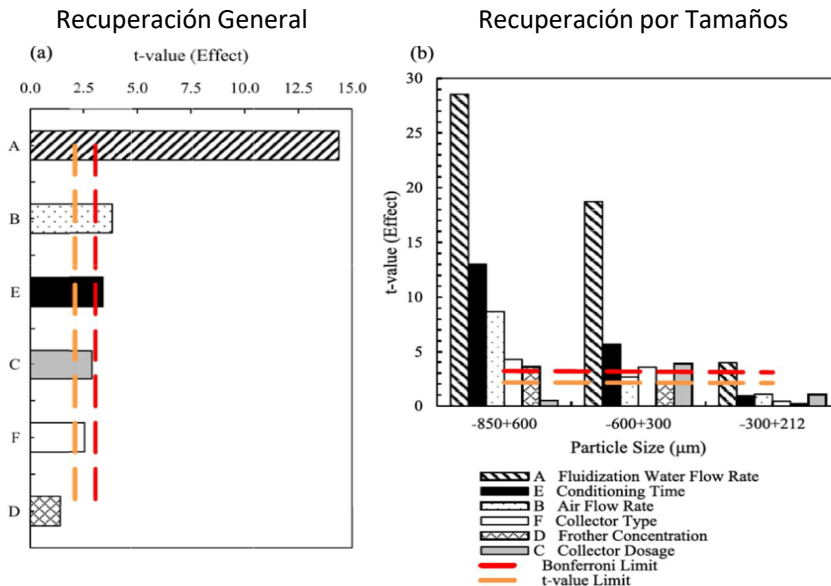 Recuperación General
Recuperación por Tamaños
(a)
t-value (Effect)
0.0 2.5 5.0 7.5 10.0 12.5 15.0
A
B
E
C
F
D
(b)
t-value (Effect)
30
25
20
15
10
5
0
-850+600 -600+300 -300+212
Particle Size (µm)
A Fluidization Water Flow Rate
E Conditioning Time
B Air Flow Rate
F Collector Type
D Frother Concentration
C Collector Dosage
Bonferroni Limit
t-value Limit